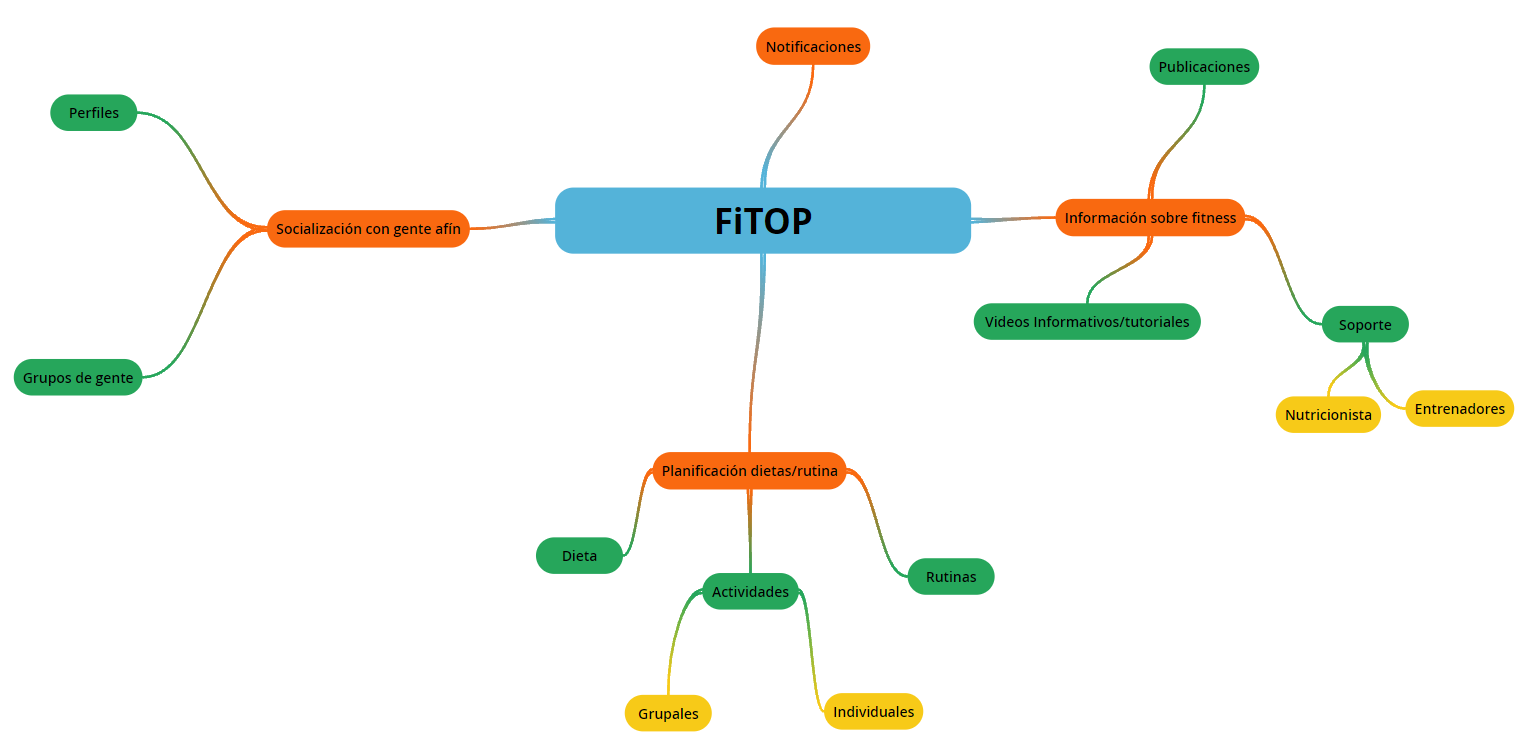 Notificaciones
Publicaciones
Perfiles
FiTOP
Socialización con gente afín
Información sobre fitness
Videos Informativos/tutoriales
Soporte
Grupos de gente
Nutricionista
Entrenadores
Planificación dietas/rutina
Dieta
Actividades
Rutinas
Grupales
Individuales